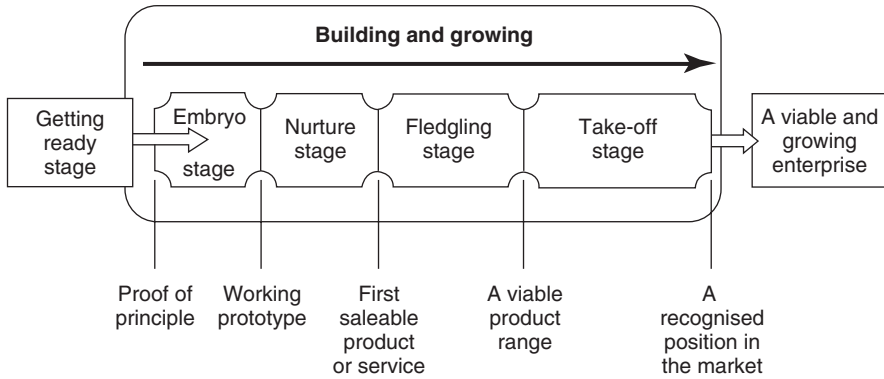 Building and growing
Getting
ready
stage
Embryo
stage
Nurture
stage
Fledgling
stage
Take-off
stage
A viable and
growing
enterprise
Proof of
principle
Working
prototype
First
saleable
product
or service
A viable
product
range
A
recognised
position in
the market